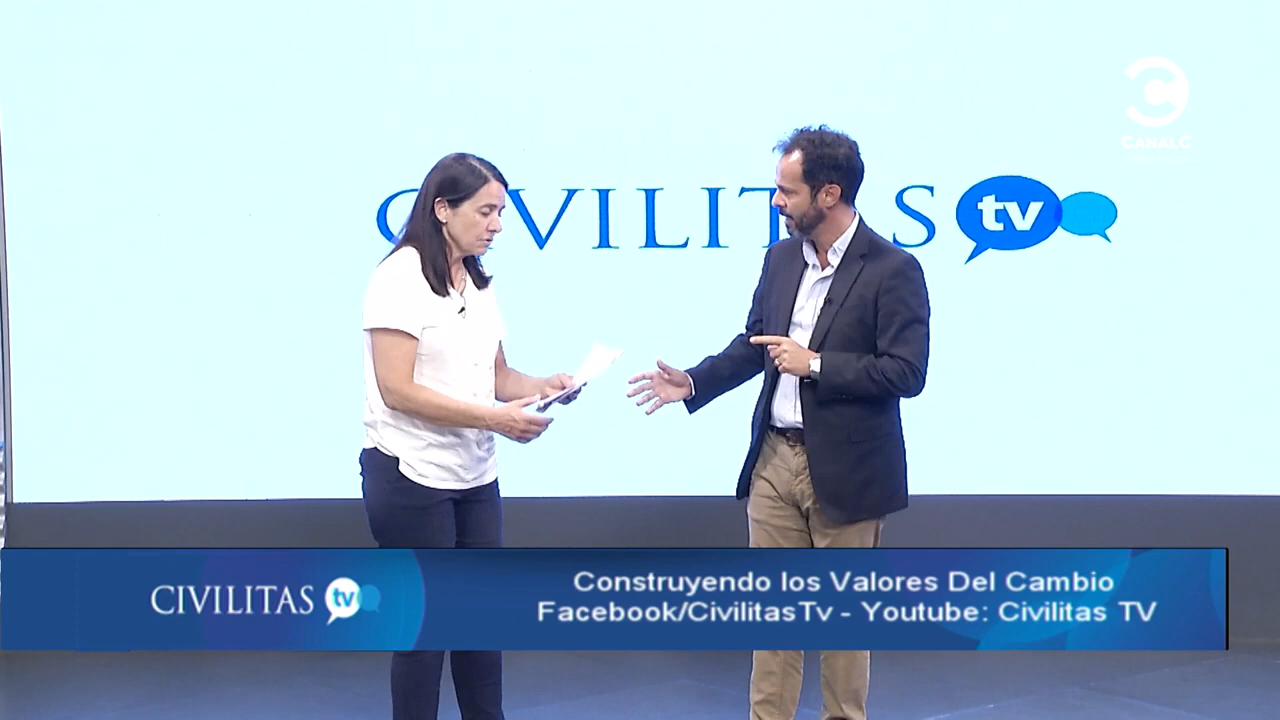 CANALC
CIVILITAS tv
CIVILITAS tv
Construyendo los Valores Del Cambio
Facebook/CivilitasTv - Youtube: Civilitas TV